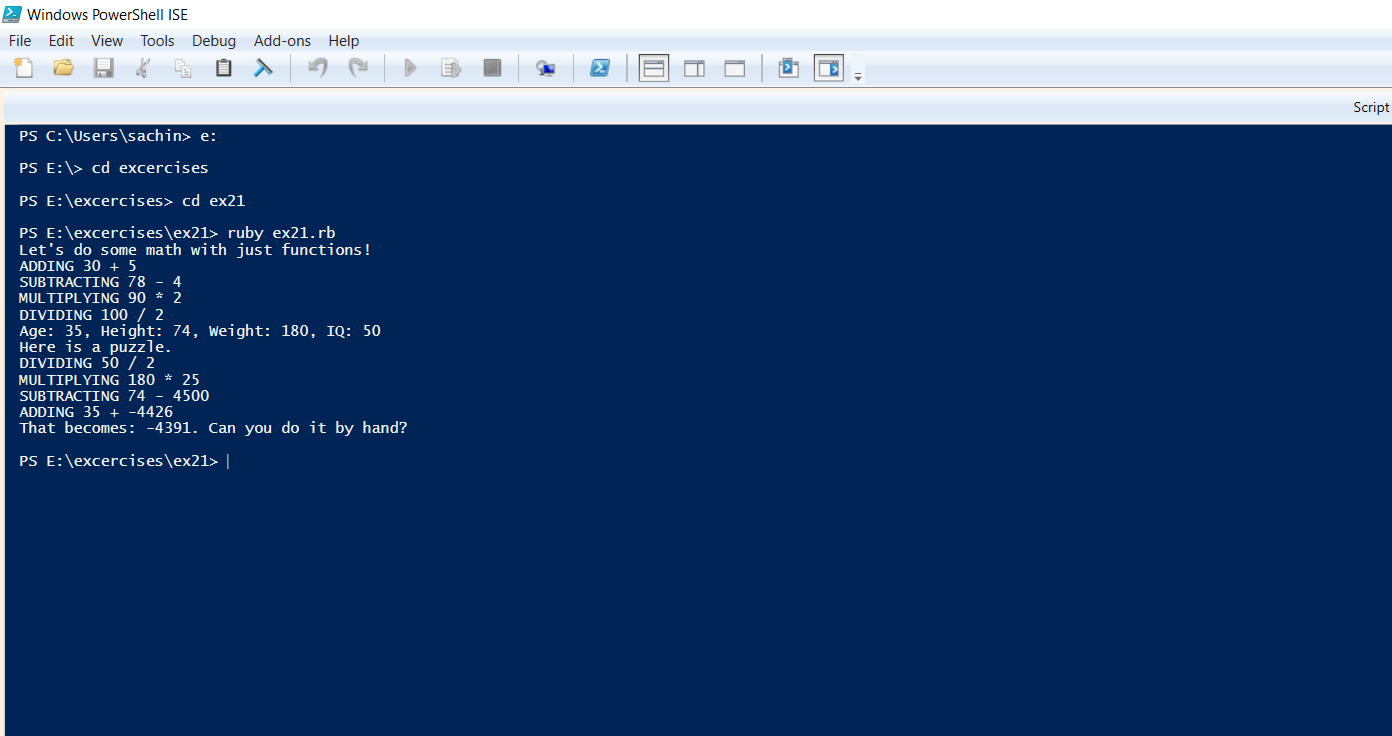 Windows PowerShell ISE
File Edit View Tools Debug Add-ons Help
Script
PS C:\Users\sachin> e:
PS E:\> cd excercises
PS E:\excercises> cd ex21
PS E:\excercises\ex21> ruby ex21.rb
Let's do some math with just functions!
ADDING 30 + 5
SUBTRACTING 78 - 4
MULTIPLYING 90 * 2
DIVIDING 100 / 2
Age: 35, Height: 74, Weight: 180, IQ: 50
Here is a puzzle.
DIVIDING 50 / 2
MULTIPLYING 180 * 25
SUBTRACTING 74 - 4500
ADDING 35 + -4426
That becomes: -4391. Can you do it by hand?
PS E:\excercises\ex21>